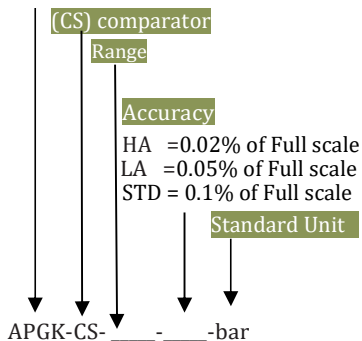 (CS) comparator
Range
Accuracy
HA =0.02% of Full scale
LA =0.05% of Full scale
STD = 0.1% of Full scale
Standard Unit
APGK-CS- ____-____-bar